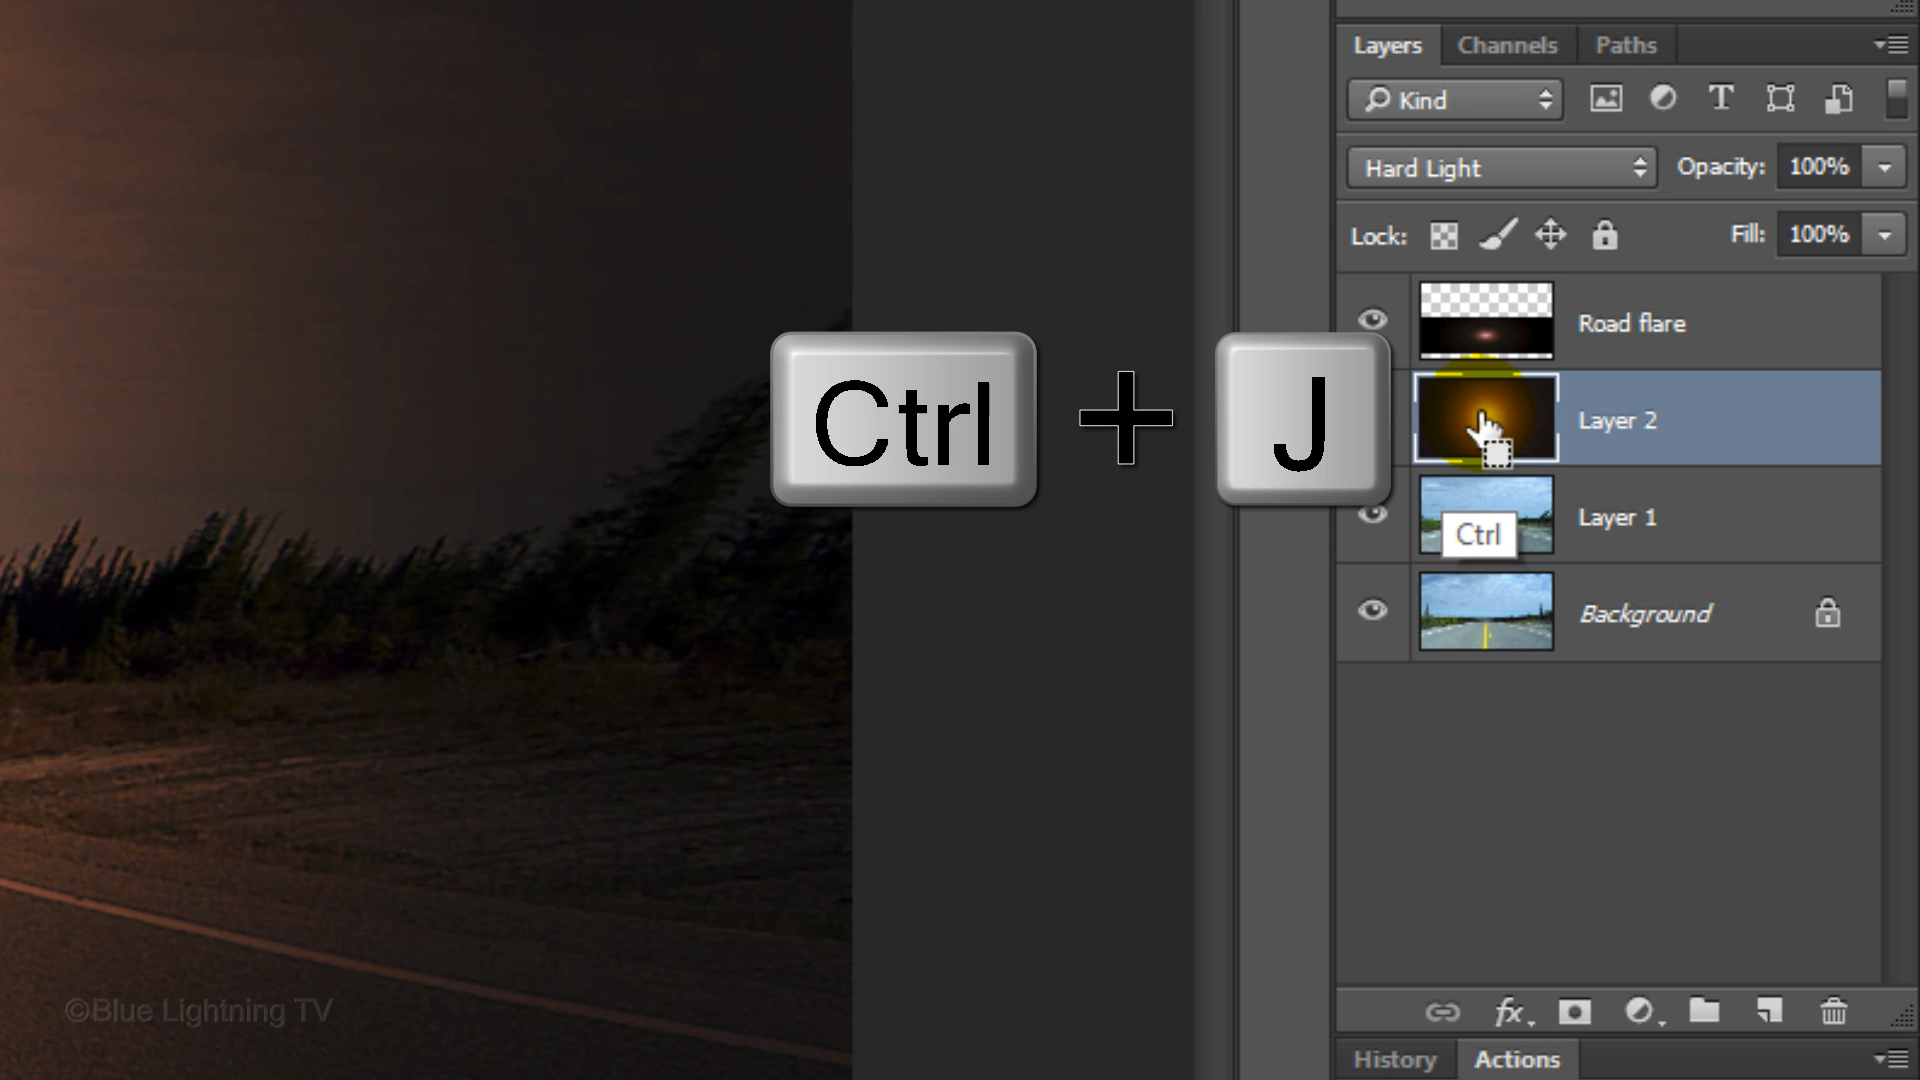 Layers Channels Paths
Kind
Hard Light Opacity: 100%
Lock: Fill: 100%
Road flare
Ctrl + J
Layer 2
Layer 1
Ctrl
Background
©Blue Lightning TV
fx
History Actions